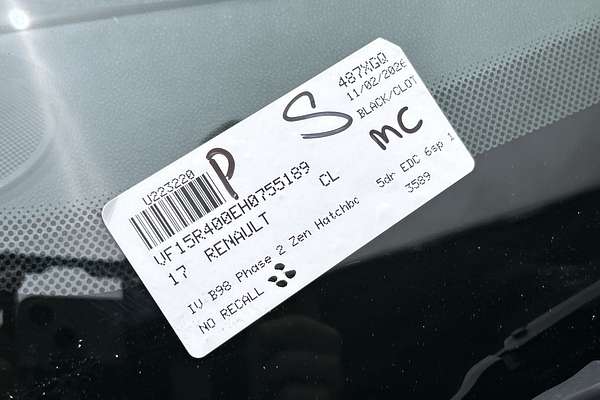 487XGQ
11/02/2026
BLACK/CLOT
S
MC
U223220
P
VF15R400EH0755189
17 RENAULT CL
5dr EDC 6sp 1
IV B98 Phase 2 Zen Hatchbc 3589
NO RECALL